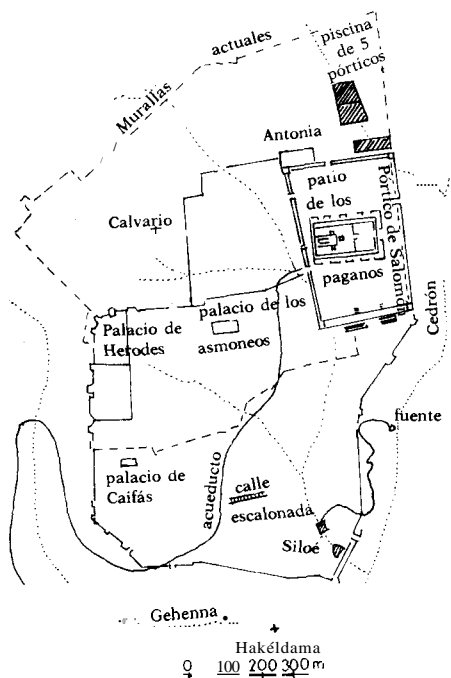 piscina
de 5
pórticos
actuales
Murallas
Antonia
patio
de los
paganos
Pórtico de Salomón
Calvario
Cedrón
palacio de los
asmoneos
Palacio de
Herodes
fuente
palacio de
Caifás
acueducto
calle
escalonada
Siloé
Gehenna
Hakéldama
0 100 200 300 m